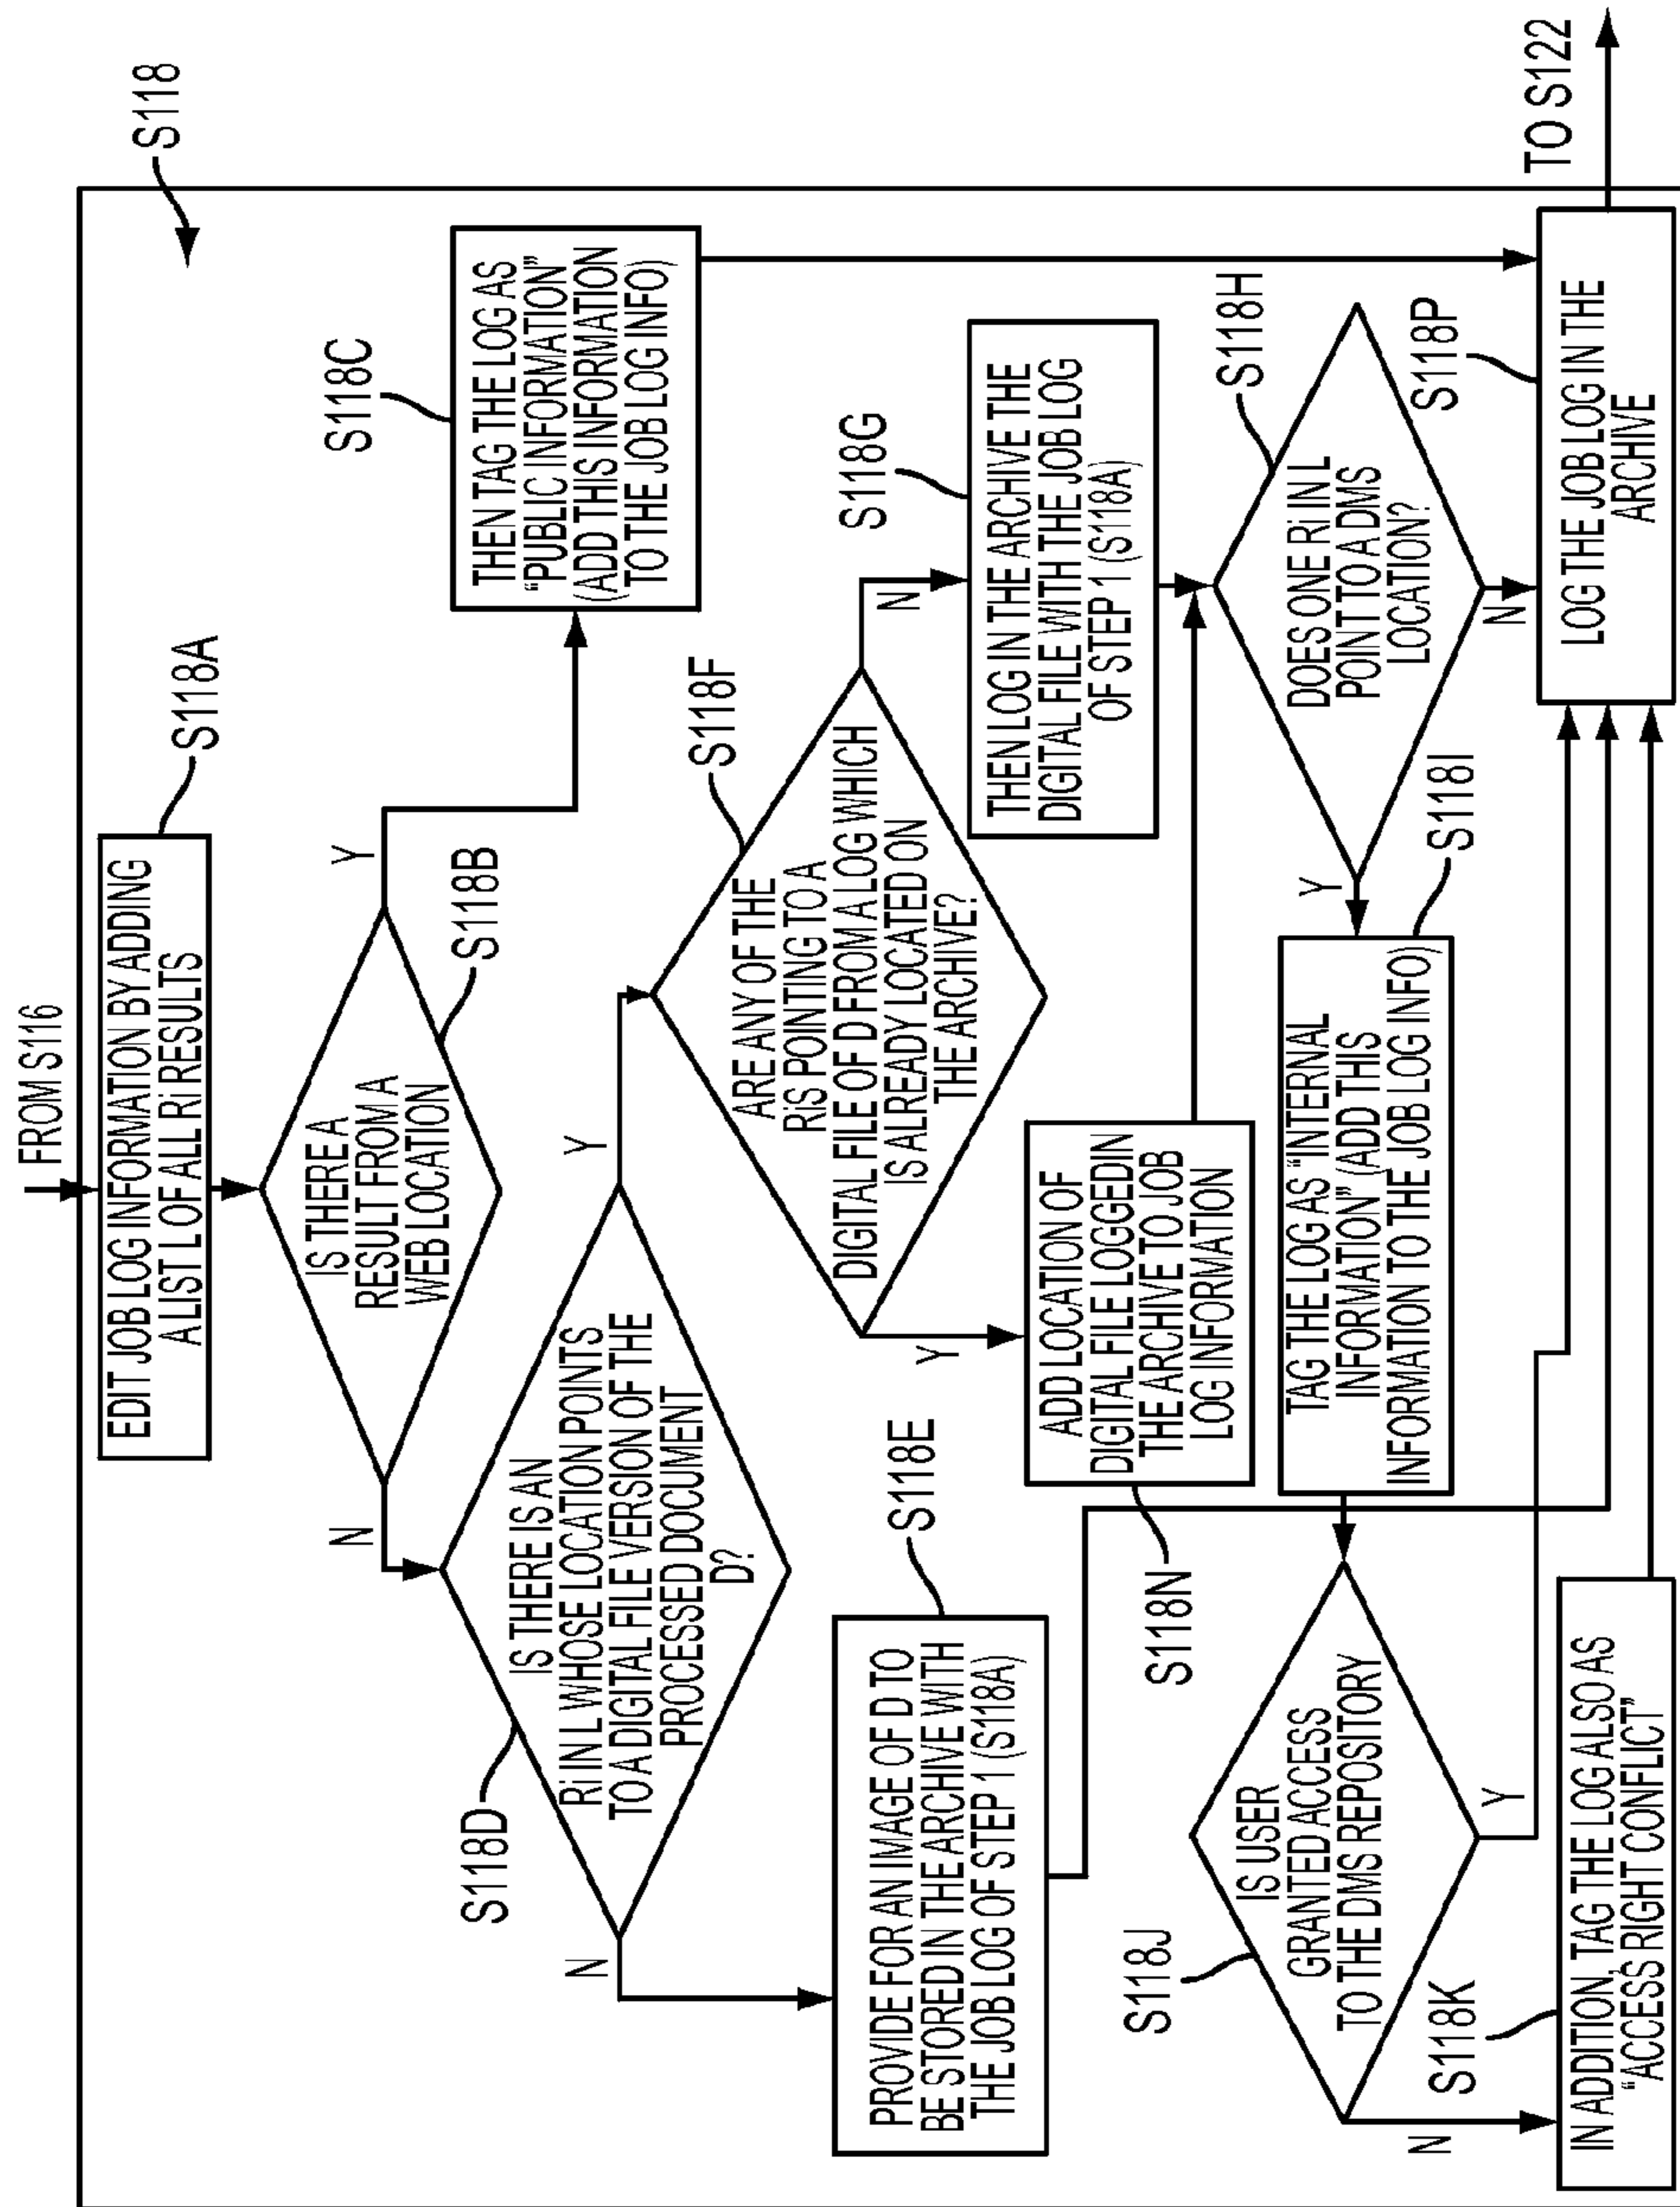 FROM S116
S118
EDIT JOB LOG INFORMATION BY ADDING
A LIST L OF ALL Ri RESULTS
S118A
IS THERE A
RESULT FROM A
WEB LOCATION
S118B
Y
N
S118C
THEN TAG THE LOG AS
"PUBLIC INFORMATION"
(ADD THIS INFORMATION
TO THE JOB LOG INFO)
S118D
IS THERE IS AN
Ri IN L WHOSE LOCATION POINTS
TO A DIGITAL FILE VERSION OF THE
PROCESSED DOCUMENT
D?
Y
N
S118F
ARE ANY OF THE
RiS POINTING TO A
DIGITAL FILE OF D FROM A LOG WHICH
IS ALREADY LOCATED ON
THE ARCHIVE?
Y
N
S118E
PROVIDE FOR AN IMAGE OF D TO
BE STORED IN THE ARCHIVE WITH
THE JOB LOG OF STEP 1 (S118A)
S118G
THEN LOG IN THE ARCHIVE THE
DIGITAL FILE WITH THE JOB LOG
OF STEP 1 (S118A)
S118N
ADD LOCATION OF
DIGITAL FILE LOGGEDIN
THE ARCHIVE TO JOB
LOG INFORMATION
S118H
DOES ONE Ri IN L
POINT TO A DMS
LOCATION?
Y
N
S118I
TAG THE LOG AS "INTERNAL
INFORMATION" (ADD THIS
INFORMATION TO THE JOB LOG INFO)
S118J
IS USER
GRANTED ACCESS
TO THE DMS REPOSITORY
Y
N
S118K
IN ADDITION, TAG THE LOG ALSO AS
"ACCESS RIGHT CONFLICT"
S118P
LOG THE JOB LOG IN THE
ARCHIVE
TO S122